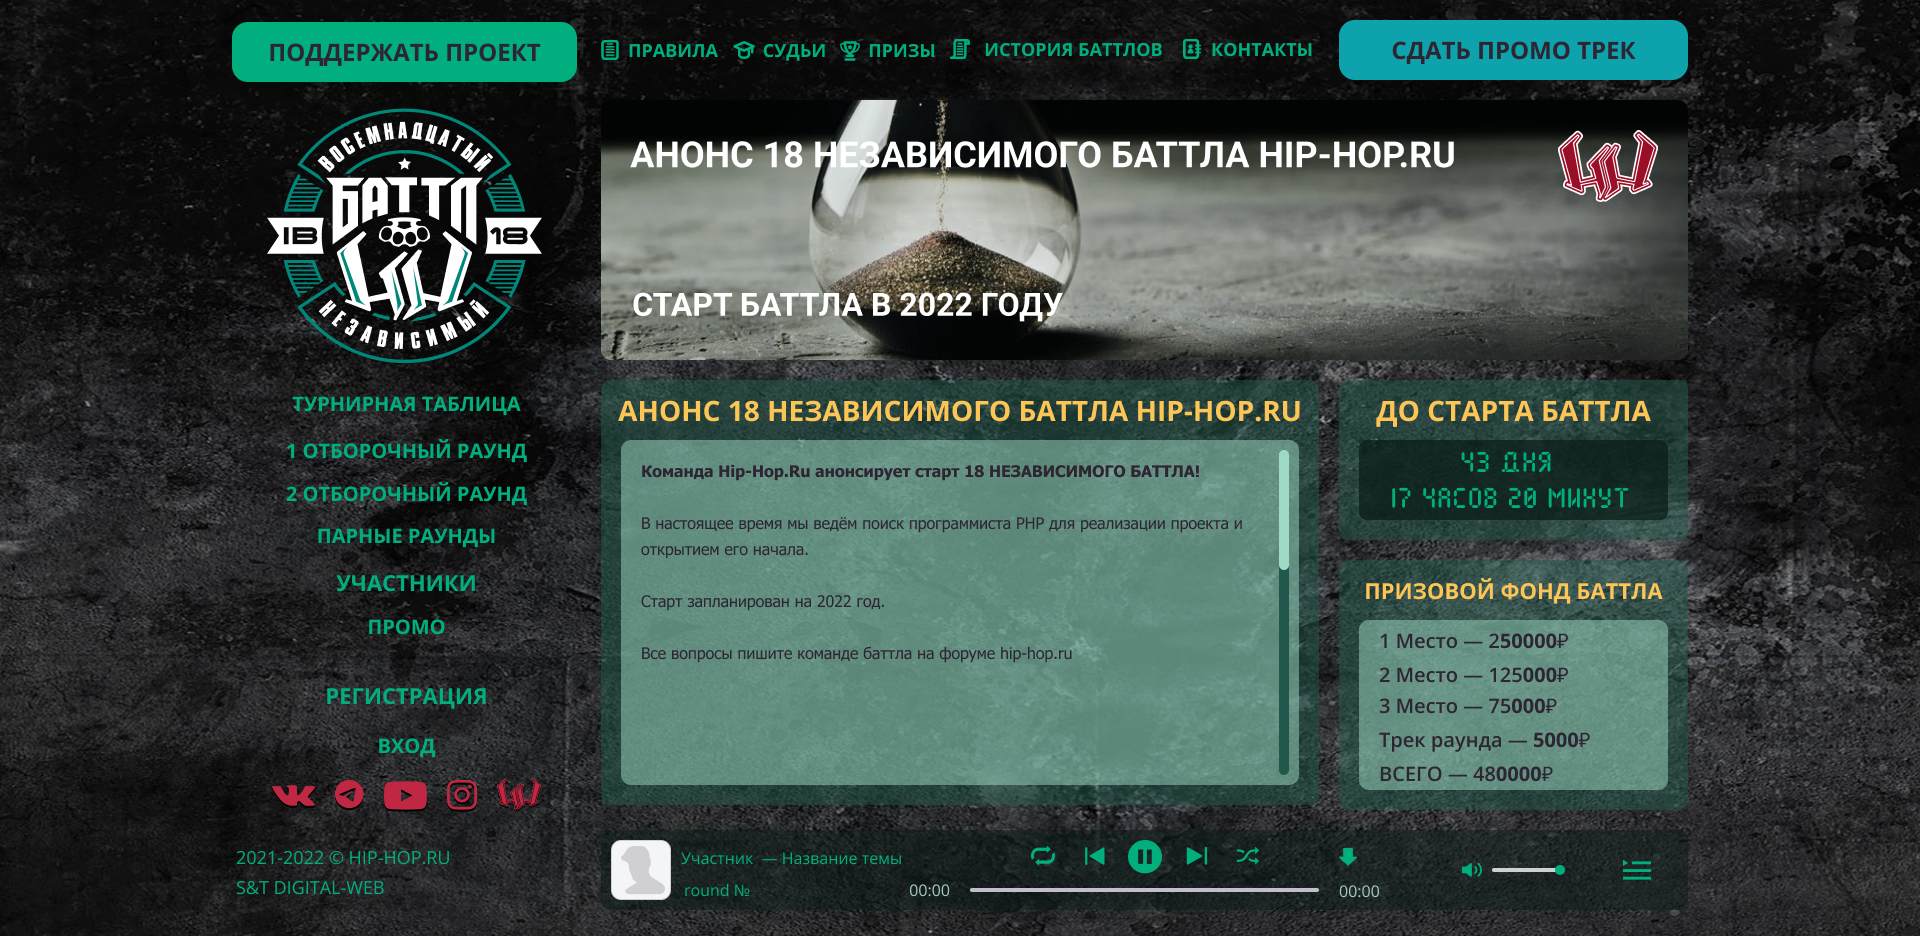 ПОДДЕРЖАТЬ ПРОЕКТ
ПРАВИЛА
СУДЬИ
ПРИЗЫ
ИСТОРИЯ БАТТЛОВ
КОНТАКТЫ
СДАТЬ ПРОМО ТРЕК
ВОСЕМНАДЦАТЫЙ
БАТТЛ
IB
18
НЕЗАВИСИМЫЙ
АНОНС 18 НЕЗАВИСИМОГО БАТТЛА HIP-HOP.RU
СТАРТ БАТТЛА В 2022 ГОДУ
ТУРНИРНАЯ ТАБЛИЦА
1 ОТБОРОЧНЫЙ РАУНД
2 ОТБОРОЧНЫЙ РАУНД
ПАРНЫЕ РАУНДЫ
УЧАСТНИКИ
ПРОМО
РЕГИСТРАЦИЯ
ВХОД
2021-2022 © HIP-HOP.RU
S&T DIGITAL-WEB
АНОНС 18 НЕЗАВИСИМОГО БАТТЛА HIP-HOP.RU
Команда Hip-Hop.Ru анонсирует старт 18 НЕЗАВИСИМОГО БАТТЛА!
В настоящее время мы ведём поиск программиста PHP для реализации проекта и
открытием его начала.
Старт запланирован на 2022 год.
Все вопросы пишите команде баттла на форуме hip-hop.ru
ДО СТАРТА БАТТЛА
43 ДНЯ
17 ЧАСОВ 20 МИНУТ
ПРИЗОВОЙ ФОНД БАТТЛА
1 Место — 250000₽
2 Место — 125000₽
3 Место — 75000₽
Трек раунда — 5000₽
ВСЕГО — 480000₽
Участник — Название темы
round №
00:00
00:00